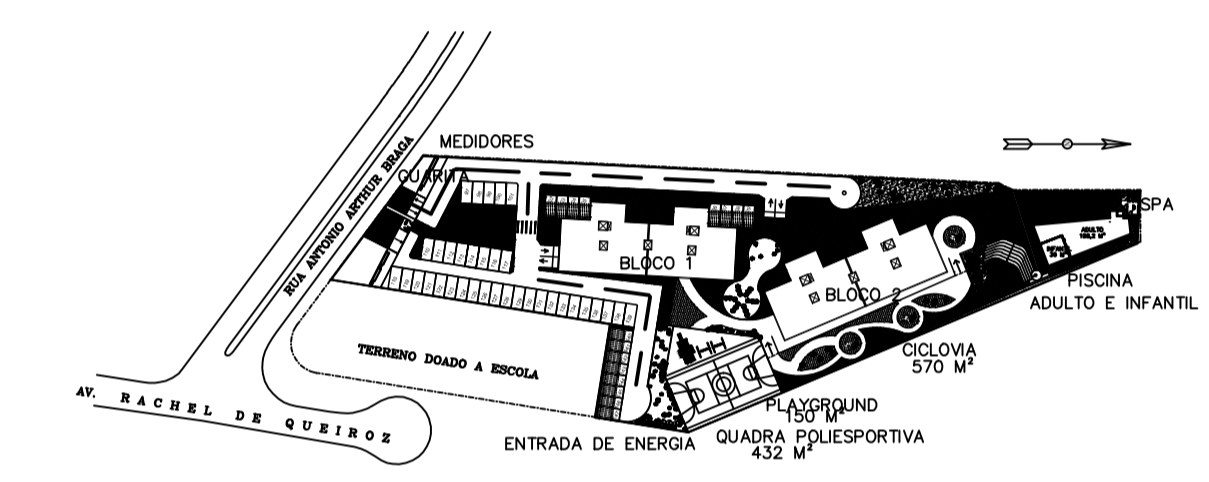 MEDIDORES
GUARITA
RUA ANTONIO ARTHUR BRAGA
SPA
ADULTO
BLOCO 1
BLOCO 2
PISCINA
ADULTO E INFANTIL
TERRENO DOADO A ESCOLA
CICLOVIA
570 M²
AV. RACHEL DE QUEIROZ
PLAYGROUND
150 M²
ENTRADA DE ENERGIA
QUADRA POLIESPORTIVA
432 M²